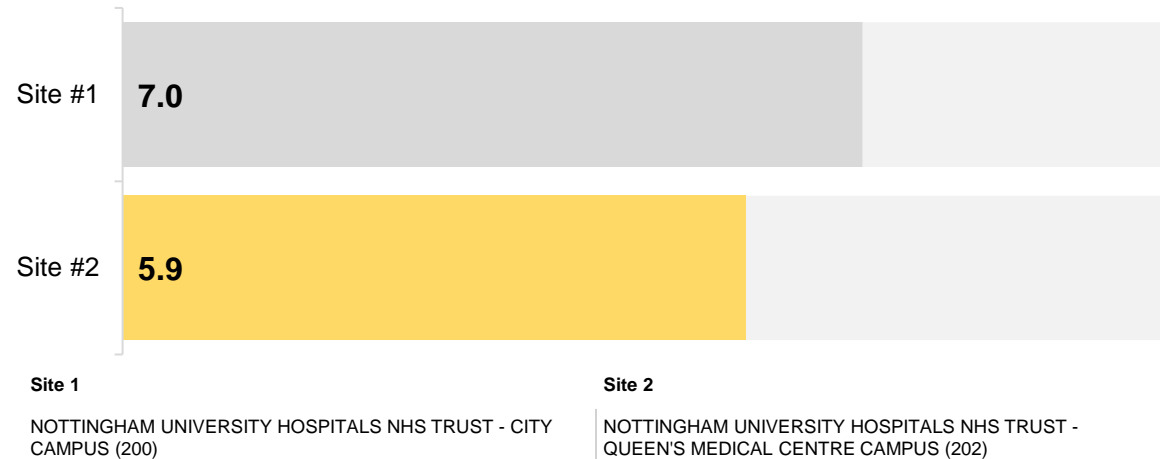 Site #1
7.0
Site #2
5.9
Site 1
NOTTINGHAM UNIVERSITY HOSPITALS NHS TRUST - CITY
CAMPUS (200)
Site 2
NOTTINGHAM UNIVERSITY HOSPITALS NHS TRUST -
QUEEN'S MEDICAL CENTRE CAMPUS (202)